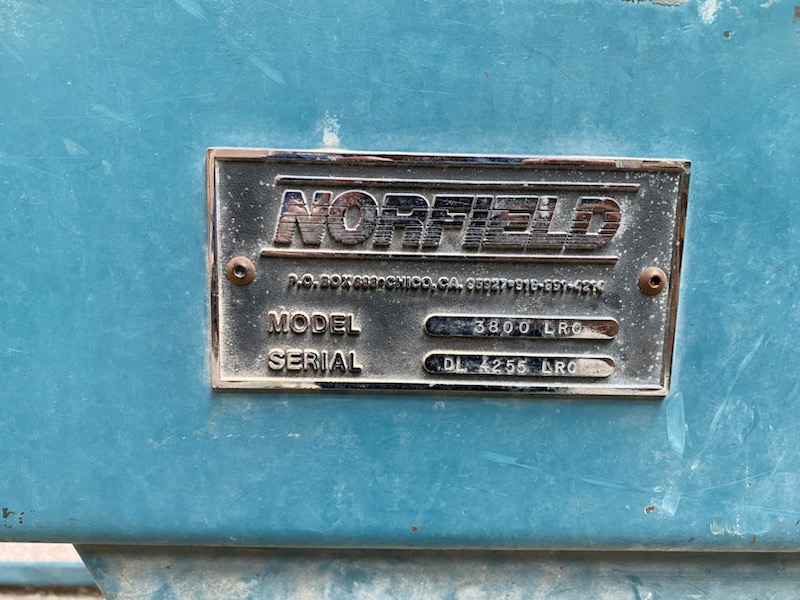 NORFIELD
P.O. BOX CHICO, CA.
MODEL 3800 LRO
SERIAL DL 4255 LRO